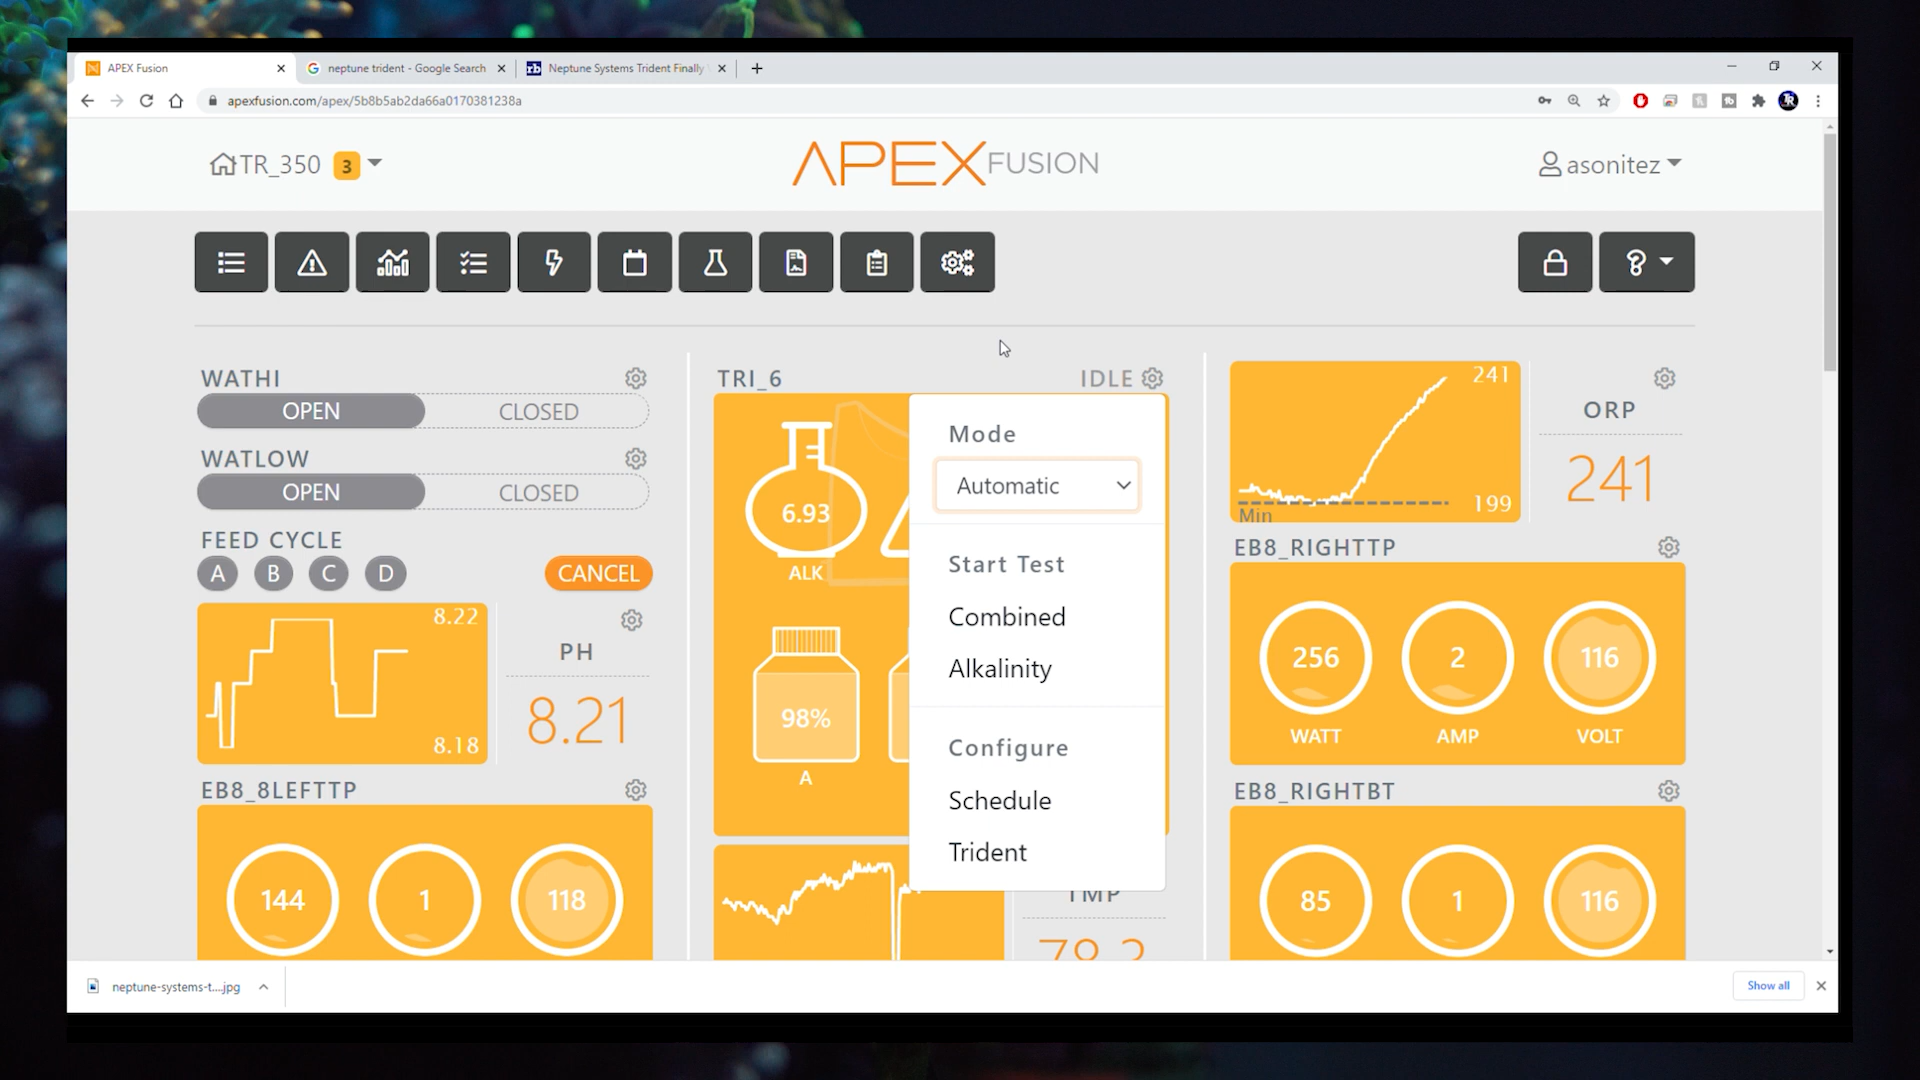 APEX Fusion
neptune trident - Google Search
Neptune Systems Trident Finally
apexfusion.com/apex/5b8b5ab2da66a0170381238a
TR_350 3
APEX FUSION
asonitez
WATHI
OPEN CLOSED
WATLOW
OPEN CLOSED
FEED CYCLE
A B C D CANCEL
8.22
8.18
PH
8.21
EB8_8LEFTTP
144 1 118
TRI_6 IDLE
6.93
ALK
98%
A
Mode
Automatic
Start Test
Combined
Alkalinity
Configure
Schedule
Trident
TMP
78.2
241
199
Min
ORP
241
EB8_RIGHTTP
256 2 116
WATT AMP VOLT
EB8_RIGHTBT
85 1 116
neptune-systems-t....jpg
Show all